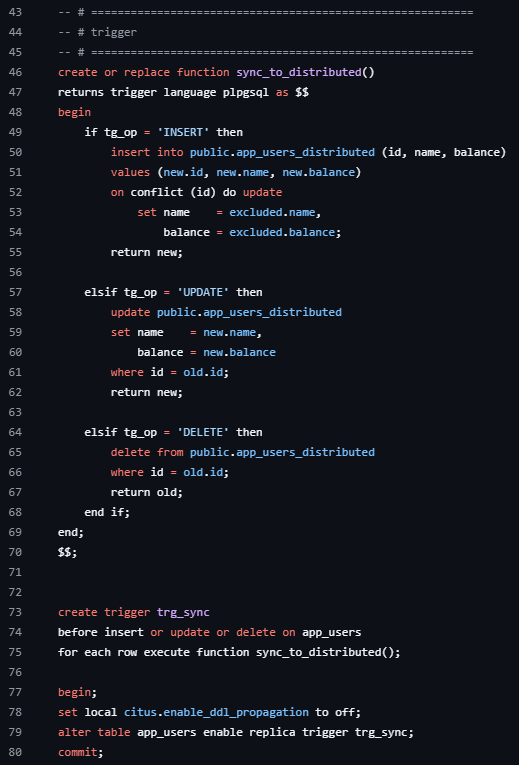 43 -- # ==========================================================
44 -- # trigger
45 -- # ==========================================================
46 create or replace function sync_to_distributed()
47 returns trigger language plpgsql as $$
48 begin
49     if tg_op = 'INSERT' then
50         insert into public.app_users_distributed (id, name, balance)
51         values (new.id, new.name, new.balance)
52         on conflict (id) do update
53             set name    = excluded.name,
54                 balance = excluded.balance;
55         return new;
56
57     elsif tg_op = 'UPDATE' then
58         update public.app_users_distributed
59         set name    = new.name,
60             balance = new.balance
61         where id = old.id;
62         return new;
63
64     elsif tg_op = 'DELETE' then
65         delete from public.app_users_distributed
66         where id = old.id;
67         return old;
68     end if;
69 end;
70 $$;
71
72
73 create trigger trg_sync
74 before insert or update or delete on app_users
75 for each row execute function sync_to_distributed();
76
77 begin;
78 set local citus.enable_ddl_propagation to off;
79 alter table app_users enable replica trigger trg_sync;
80 commit;